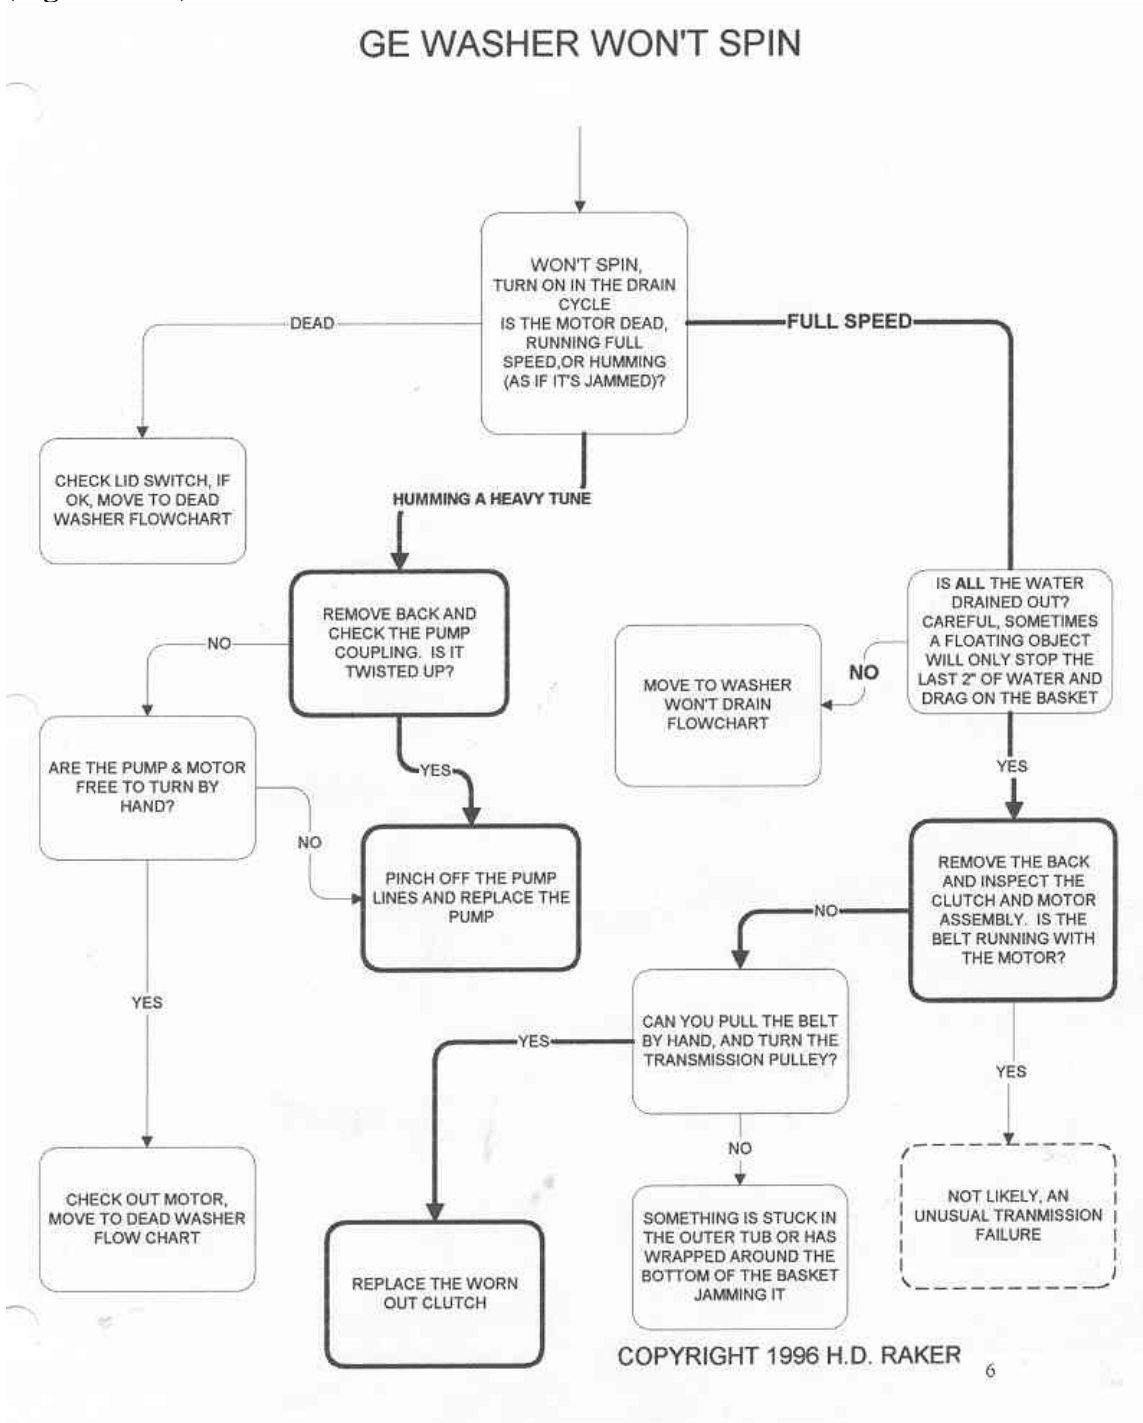 GE WASHER WON'T SPIN
WON'T SPIN,
TURN ON IN THE DRAIN
CYCLE
IS THE MOTOR DEAD,
RUNNING FULL
SPEED,OR HUMMING
(AS IF IT'S JAMMED)?
DEAD
FULL SPEED
CHECK LID SWITCH, IF
OK, MOVE TO DEAD
WASHER FLOWCHART
HUMMING A HEAVY TUNE
REMOVE BACK AND
CHECK THE PUMP
COUPLING. IS IT
TWISTED UP?
NO
IS ALL THE WATER
DRAINED OUT?
CAREFUL, SOMETIMES
A FLOATING OBJECT
WILL ONLY STOP THE
LAST 2" OF WATER AND
DRAG ON THE BASKET
NO
MOVE TO WASHER
WON'T DRAIN
FLOWCHART
ARE THE PUMP & MOTOR
FREE TO TURN BY
HAND?
YES
YES
NO
PINCH OFF THE PUMP
LINES AND REPLACE THE
PUMP
REMOVE THE BACK
AND INSPECT THE
CLUTCH AND MOTOR
ASSEMBLY. IS THE
BELT RUNNING WITH
THE MOTOR?
NO
YES
CAN YOU PULL THE BELT
BY HAND, AND TURN THE
TRANSMISSION PULLEY?
YES
YES
NO
CHECK OUT MOTOR,
MOVE TO DEAD WASHER
FLOW CHART
REPLACE THE WORN
OUT CLUTCH
SOMETHING IS STUCK IN
THE OUTER TUB OR HAS
WRAPPED AROUND THE
BOTTOM OF THE BASKET
JAMMING IT
NOT LIKELY, AN
UNUSUAL TRANMISSION
FAILURE
COPYRIGHT 1996 H.D. RAKER
6